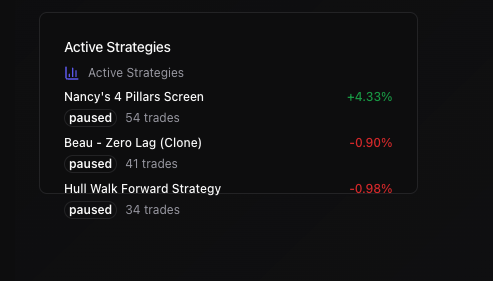 Active Strategies
Active Strategies
Nancy's 4 Pillars Screen +4.33%
paused 54 trades
Beau - Zero Lag (Clone) -0.90%
paused 41 trades
Hull Walk Forward Strategy -0.98%
paused 34 trades